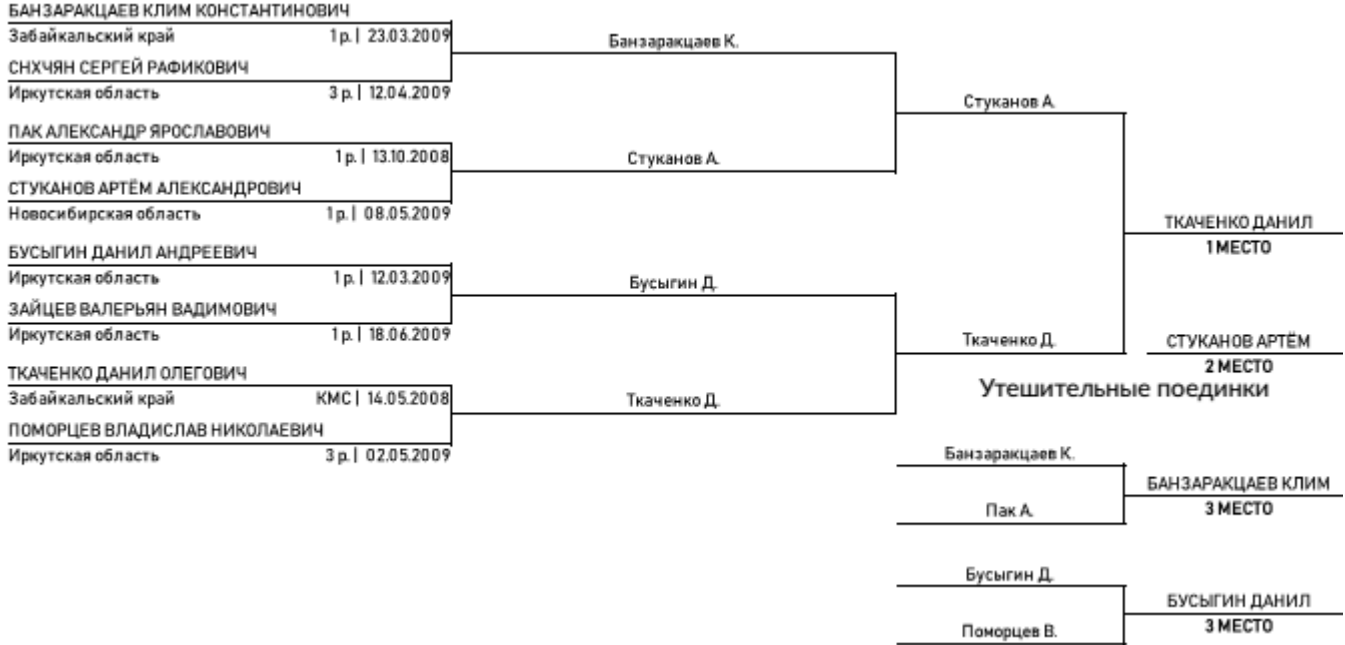 БАНЗАРАКЦАЕВ КЛИМ КОНСТАНТИНОВИЧ
Забайкальский край 1 р. | 23.03.2009
СНХЧЯН СЕРГЕЙ РАФИКОВИЧ
Иркутская область 3 р. | 12.04.2009
ПАК АЛЕКСАНДР ЯРОСЛАВОВИЧ
Иркутская область 1 р. | 13.10.2008
СТУКАНОВ АРТЁМ АЛЕКСАНДРОВИЧ
Новосибирская область 1 р. | 08.05.2009
БУСЫГИН ДАНИЛ АНДРЕЕВИЧ
Иркутская область 1 р. | 12.03.2009
ЗАЙЦЕВ ВАЛЕРЬЯН ВАДИМОВИЧ
Иркутская область 1 р. | 18.06.2009
ТКАЧЕНКО ДАНИЛ ОЛЕГОВИЧ
Забайкальский край КМС | 14.05.2008
ПОМОРЦЕВ ВЛАДИСЛАВ НИКОЛАЕВИЧ
Иркутская область 3 р. | 02.05.2009
Банзаракцаев К.
Стуканов А.
Бусыгин Д.
Ткаченко Д.
Стуканов А.
Ткаченко Д.
ТКАЧЕНКО ДАНИЛ
1 МЕСТО
СТУКАНОВ АРТЁМ
2 МЕСТО
Утешительные поединки
Банзаракцаев К.
Пак А.
БАНЗАРАКЦАЕВ КЛИМ
3 МЕСТО
Бусыгин Д.
Поморцев В.
БУСЫГИН ДАНИЛ
3 МЕСТО